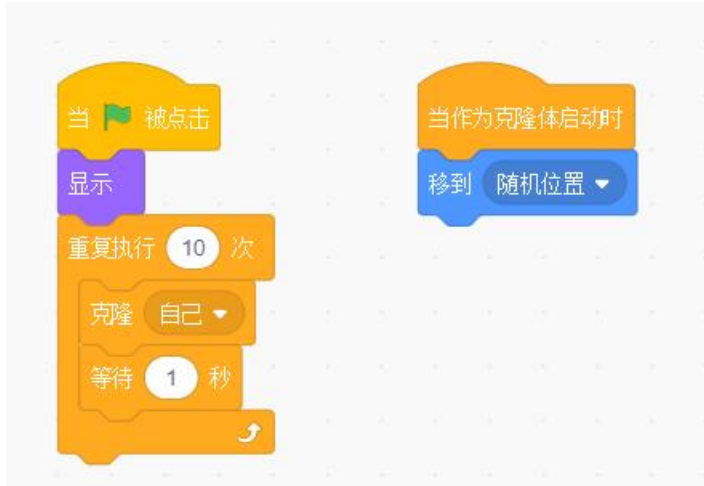 当 被点击
显示
重复执行 10 次
克隆 自己
等待 1 秒
当作为克隆体启动时
移到 随机位置